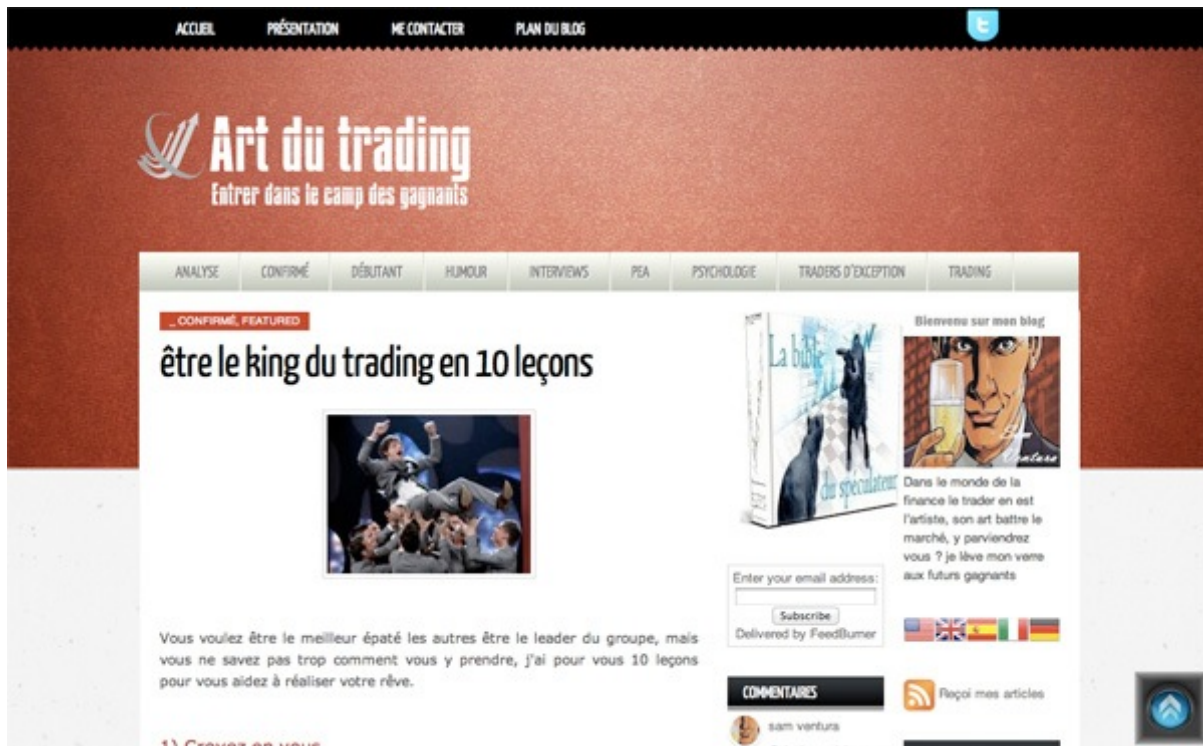 ACCUEIL
PRÉSENTATION
ME CONTACTER
PLAN DU BLOG
Art du trading
Entrer dans le camp des gagnants
ANALYSE
CONFIRMÉ
DÉBUTANT
HUMOUR
INTERVIEWS
PEA
PSYCHOLOGIE
TRADERS D'EXCEPTION
TRADING
_ CONFIRMÉ, FEATURED
être le king du trading en 10 leçons
Vous voulez être le meilleur épaté les autres être le leader du groupe, mais
vous ne savez pas trop comment vous y prendre, j'ai pour vous 10 leçons
pour vous aidez à réaliser votre rêve.
1) Croyez en vous
La bible
du spéculateur
Enter your email address:
Subscribe
Delivered by FeedBurner
COMMENTAIRES
sam ventura
Bienvenu sur mon blog
Sam
Ventura
Dans le monde de la
finance le trader en est
l'artiste, son art battre le
marché, y parviendrez
vous ? je lève mon verre
aux futurs gagnants
Reçoi mes articles